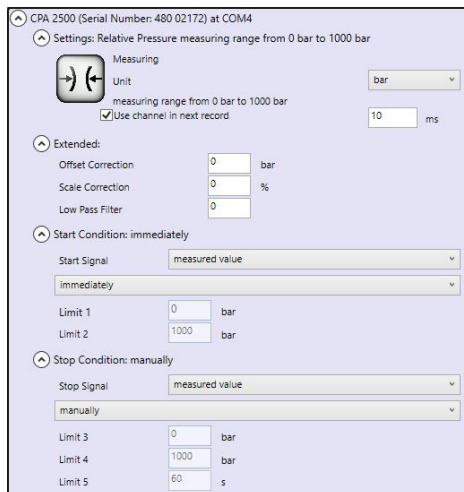 CPA 2500 (Serial Number: 480 02172) at COM4
Settings: Relative Pressure measuring range from 0 bar to 1000 bar
Measuring
Unit bar
measuring range from 0 bar to 1000 bar
Use channel in next record 10 ms
Extended:
Offset Correction 0 bar
Scale Correction 0 %
Low Pass Filter 0
Start Condition: immediately
Start Signal measured value
immediately
Limit 1 0 bar
Limit 2 1000 bar
Stop Condition: manually
Stop Signal measured value
manually
Limit 3 0 bar
Limit 4 1000 bar
Limit 5 60 s